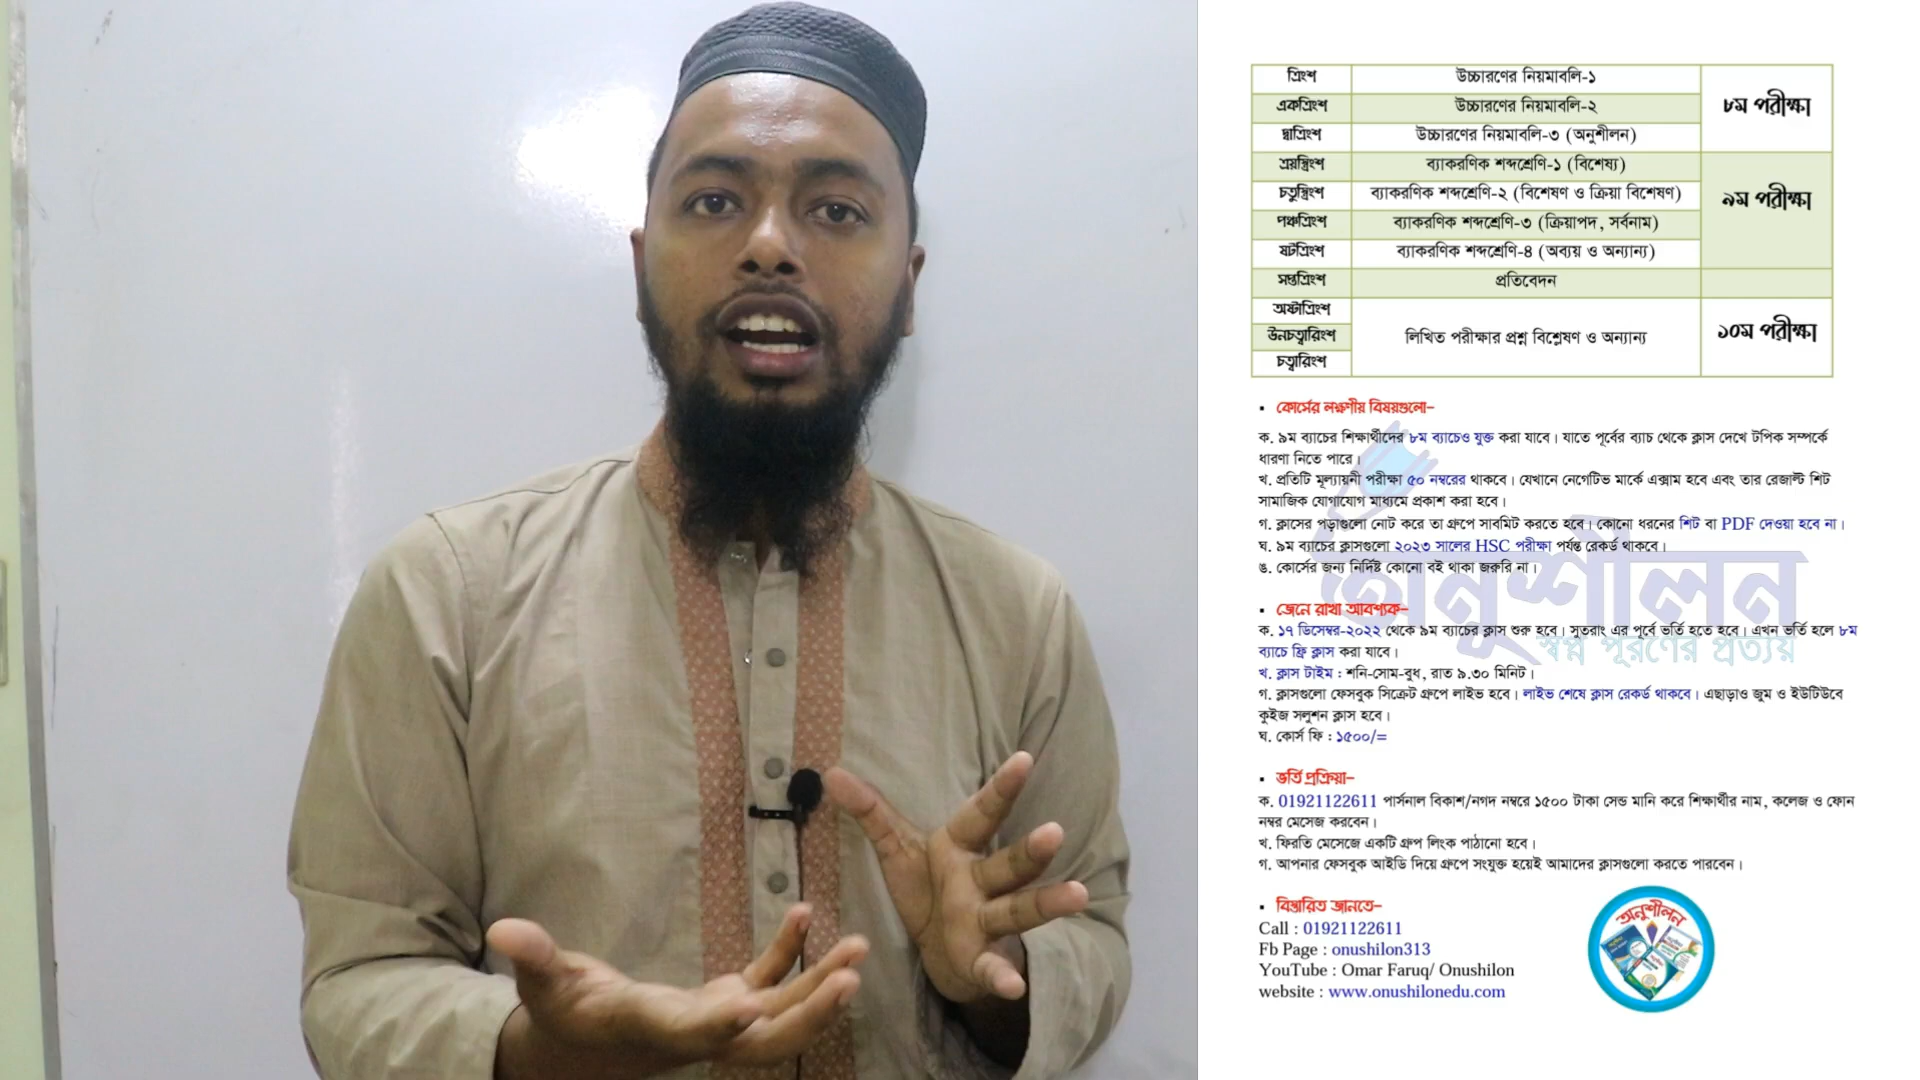 ত্রিংশ উচ্চারণের নিয়মাবলি-১ ৮ম পরীক্ষা
একত্রিংশ উচ্চারণের নিয়মাবলি-২
দ্বাত্রিংশ উচ্চারণের নিয়মাবলি-৩ (অনুশীলন)
ত্রয়স্ত্রিংশ ব্যাকরণিক শব্দশ্রেণি-১ (বিশেষ্য) ৯ম পরীক্ষা
চতুস্ত্রিংশ ব্যাকরণিক শব্দশ্রেণি-২ (বিশেষণ ও ক্রিয়া বিশেষণ)
পঞ্চত্রিংশ ব্যাকরণিক শব্দশ্রেণি-৩ (ক্রিয়াপদ, সর্বনাম)
ষটত্রিংশ ব্যাকরণিক শব্দশ্রেণি-৪ (অব্যয় ও অন্যান্য)
সপ্তত্রিংশ প্রতিবেদন
অষ্টাত্রিংশ লিখিত পরীক্ষার প্রশ্ন বিশ্লেষণ ও অন্যান্য ১০ম পরীক্ষা
উনচত্বারিংশ
চত্বারিংশ
▪ কোর্সের লক্ষণীয় বিষয়গুলো-
ক. ৯ম ব্যাচের শিক্ষার্থীদের ৮ম ব্যাচেও যুক্ত করা যাবে। যাতে পূর্বের ব্যাচ থেকে ক্লাস দেখে টপিক সম্পর্কে
ধারণা নিতে পারে।
খ. প্রতিটি মূল্যায়নী পরীক্ষা ৫০ নম্বরের থাকবে। যেখানে নেগেটিভ মার্কে এক্সাম হবে এবং তার রেজাল্ট শিট
সামাজিক যোগাযোগ মাধ্যমে প্রকাশ করা হবে।
গ. ক্লাসের পড়াগুলো নোট করে তা গ্রুপে সাবমিট করতে হবে। কোনো ধরনের শিট বা PDF দেওয়া হবে না।
ঘ. ৯ম ব্যাচের ক্লাসগুলো ২০২৩ সালের HSC পরীক্ষা পর্যন্ত রেকর্ড থাকবে।
ঙ. কোর্সের জন্য নির্দিষ্ট কোনো বই থাকা জরুরি না।
অনুশীলন
স্বপ্ন পূরণের প্রত্যয়
▪ জেনে রাখা আবশ্যক-
ক. ১৭ ডিসেম্বর-২০২২ থেকে ৯ম ব্যাচের ক্লাস শুরু হবে। সুতরাং এর পূর্বে ভর্তি হতে হবে। এখন ভর্তি হলে ৮ম
ব্যাচে ফ্রি ক্লাস করা যাবে।
খ. ক্লাস টাইম : শনি-সোম-বুধ, রাত ৯.৩০ মিনিট।
গ. ক্লাসগুলো ফেসবুক সিক্রেট গ্রুপে লাইভ হবে। লাইভ শেষে ক্লাস রেকর্ড থাকবে। এছাড়াও জুম ও ইউটিউবে
কুইজ সলুশন ক্লাস হবে।
ঘ. কোর্স ফি : ১৫০০/=
▪ ভর্তি প্রক্রিয়া-
ক. 01921122611 পার্সনাল বিকাশ/নগদ নম্বরে ১৫০০ টাকা সেন্ড মানি করে শিক্ষার্থীর নাম, কলেজ ও ফোন
নম্বর মেসেজ করবেন।
খ. ফিরতি মেসেজে একটি গ্রুপ লিংক পাঠানো হবে।
গ. আপনার ফেসবুক আইডি দিয়ে গ্রুপে সংযুক্ত হয়েই আমাদের ক্লাসগুলো করতে পারবেন।
▪ বিস্তারিত জানতে-
Call : 01921122611
Fb Page : onushilon313
YouTube : Omar Faruq/ Onushilon
website : www.onushilonedu.com
অনুশীলন